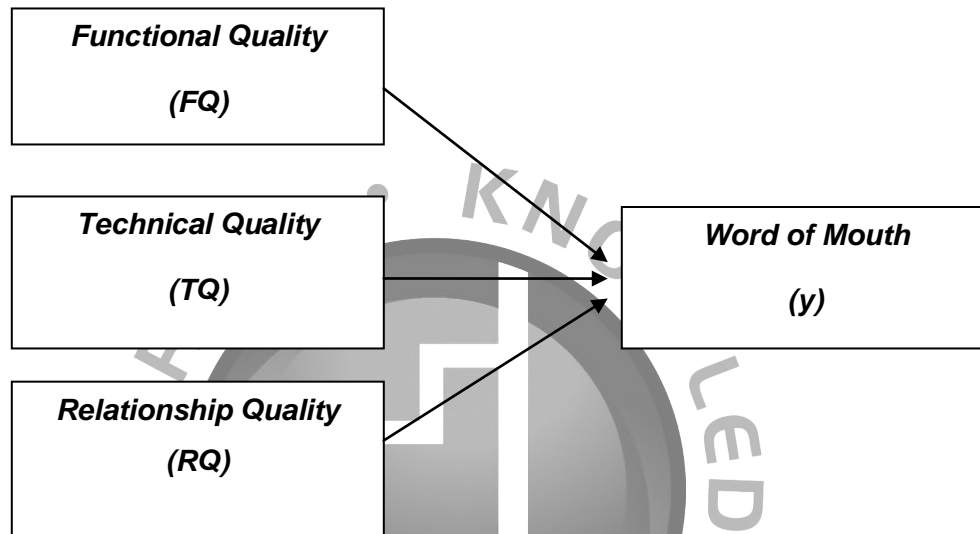 Functional Quality
(FQ)
Technical Quality
(TQ)
Word of Mouth
(y)
Relationship Quality
(RQ)